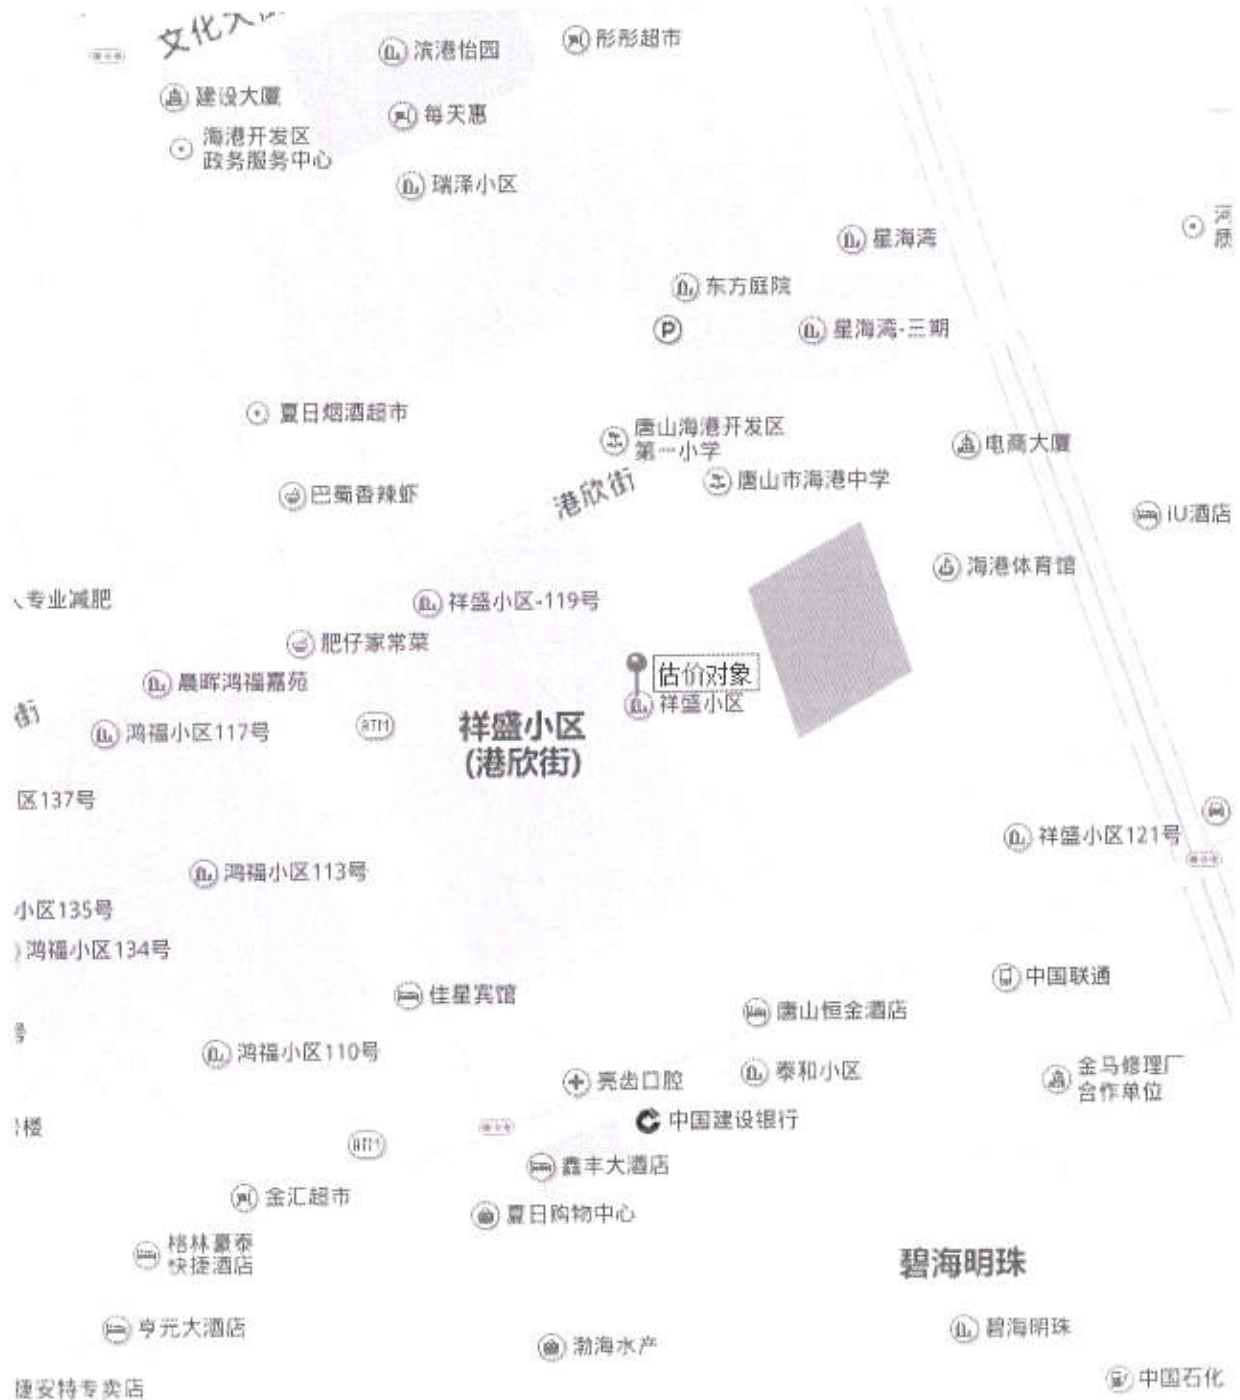 文化大街
滨港怡园
彤彤超市
建设大厦
每天惠
海港开发区
政务服务中心
瑞泽小区
星海湾
东方庭院
P
星海湾-三期
夏日烟酒超市
唐山海港开发区
第一小学
电商大厦
唐山市海港中学
港欣街
巴蜀香辣虾
iU酒店
海港体育馆
专业减肥
祥盛小区-119号
肥仔家常菜
估价对象
晨晖鸿福嘉苑
祥盛小区
街
鸿福小区117号
ATM
祥盛小区
(港欣街)
区137号
祥盛小区121号
鸿福小区113号
小区135号
鸿福小区134号
中国联通
佳星宾馆
唐山恒金酒店
号
鸿福小区110号
亮齿口腔
泰和小区
金马修理厂
合作单位
中国建设银行
楼
ATM
鑫丰大酒店
金汇超市
夏日购物中心
格林豪泰
快捷酒店
碧海明珠
亨元大酒店
渤海水产
碧海明珠
中国石化
捷安特专卖店